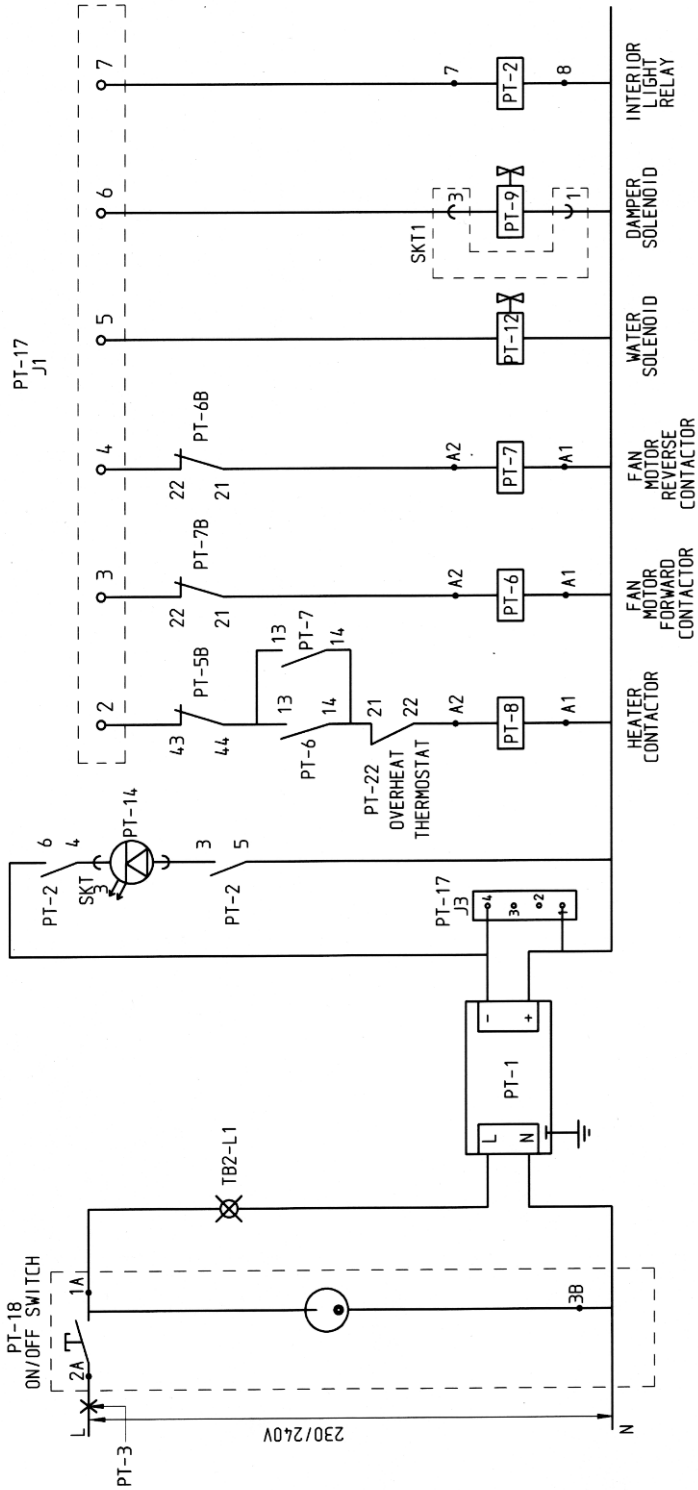 PT-3
L
N
230/240V
PT-18
ON/OFF SWITCH
2A
1A
3B
TB2-L1
L
N
PT-1
-
+
PT-17
J3
4
3
2
1
PT-2
6
4
SKT
3
PT-14
3
PT-2
5
PT-17
J1
2
3
4
5
6
7
43
PT-5B
44
13
PT-6
14
13
PT-7
14
21
PT-22
22
OVERHEAT
THERMOSTAT
A2
PT-8
A1
HEATER
CONTACTOR
22
PT-7B
21
A2
PT-6
A1
FAN
MOTOR
FORWARD
CONTACTOR
22
PT-6B
21
A2
PT-7
A1
FAN
MOTOR
REVERSE
CONTACTOR
PT-12
WATER
SOLENOID
SKT1
3
PT-9
1
DAMPER
SOLENOID
7
PT-2
8
INTERIOR
LIGHT
RELAY